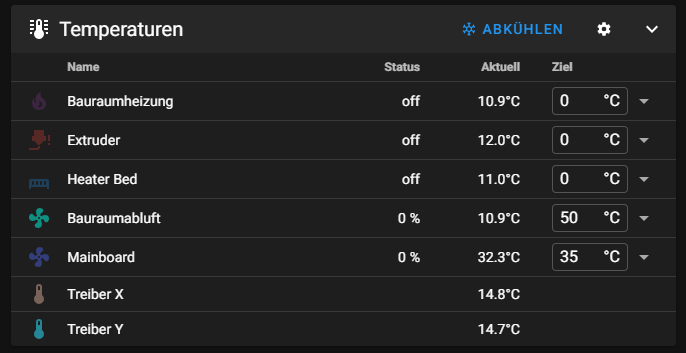 Temperaturen ABKÜHLEN
Name Status Aktuell Ziel
Bauraumheizung off 10.9°C 0 °C
Extruder off 12.0°C 0 °C
Heater Bed off 11.0°C 0 °C
Bauraumabluft 0 % 10.9°C 50 °C
Mainboard 0 % 32.3°C 35 °C
Treiber X 14.8°C
Treiber Y 14.7°C